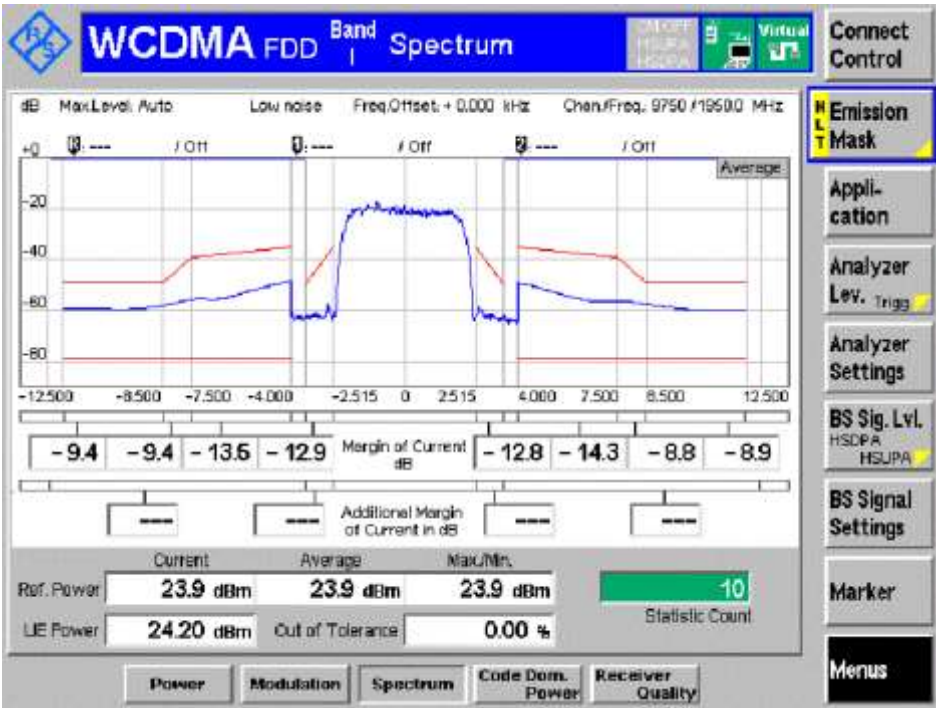 WCDMA FDD Band I Spectrum
Virtual
Connect Control
dB Max.Level: Auto Low noise Freq.Offset: + 0.000 kHz Chan./Freq.: 9750 / 1950.0 MHz
Emission Mask
HLT
+0 --- / Off 1: --- / Off 2: --- / Off
Average
-20
-40
-60
-80
Appli-
cation
Analyzer
Lev. Trigg
Analyzer
Settings
-12.500 -8.500 -7.500 -4.000 -2.515 0 2.515 4.000 7.500 8.500 12.500
BS Sig. Lvl.
HSDPA
HSUPA
-9.4 -9.4 -13.5 -12.9 Margin of Current dB -12.8 -14.3 -8.8 -8.9
BS Signal
Settings
--- --- Additional Margin of Current in dB --- ---
Current Average Max./Min.
Ref. Power 23.9 dBm 23.9 dBm 23.9 dBm
10
Statistic Count
UE Power 24.20 dBm Out of Tolerance 0.00 %
Marker
Menus
Power Modulation Spectrum Code Dom. Power Receiver Quality